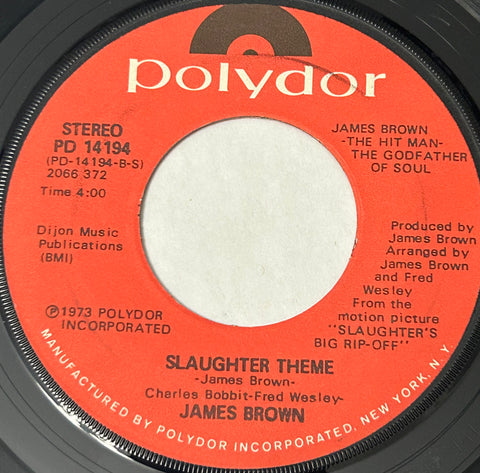 polydor
STEREO
PD 14194
(PD-14194-B-S)
2066 372
Time 4:00
Dijon Music
Publications
(BMI)
℗1973 POLYDOR
INCORPORATED
JAMES BROWN
-THE HIT MAN-
THE GODFATHER
OF SOUL
Produced by
James Brown
Arranged by
James Brown
and Fred
Wesley
From the
motion picture
"SLAUGHTER'S
BIG RIP-OFF"
SLAUGHTER THEME
-James Brown-
Charles Bobbit-Fred Wesley-
JAMES BROWN
MANUFACTURED BY POLYDOR INCORPORATED, NEW YORK, N.Y.